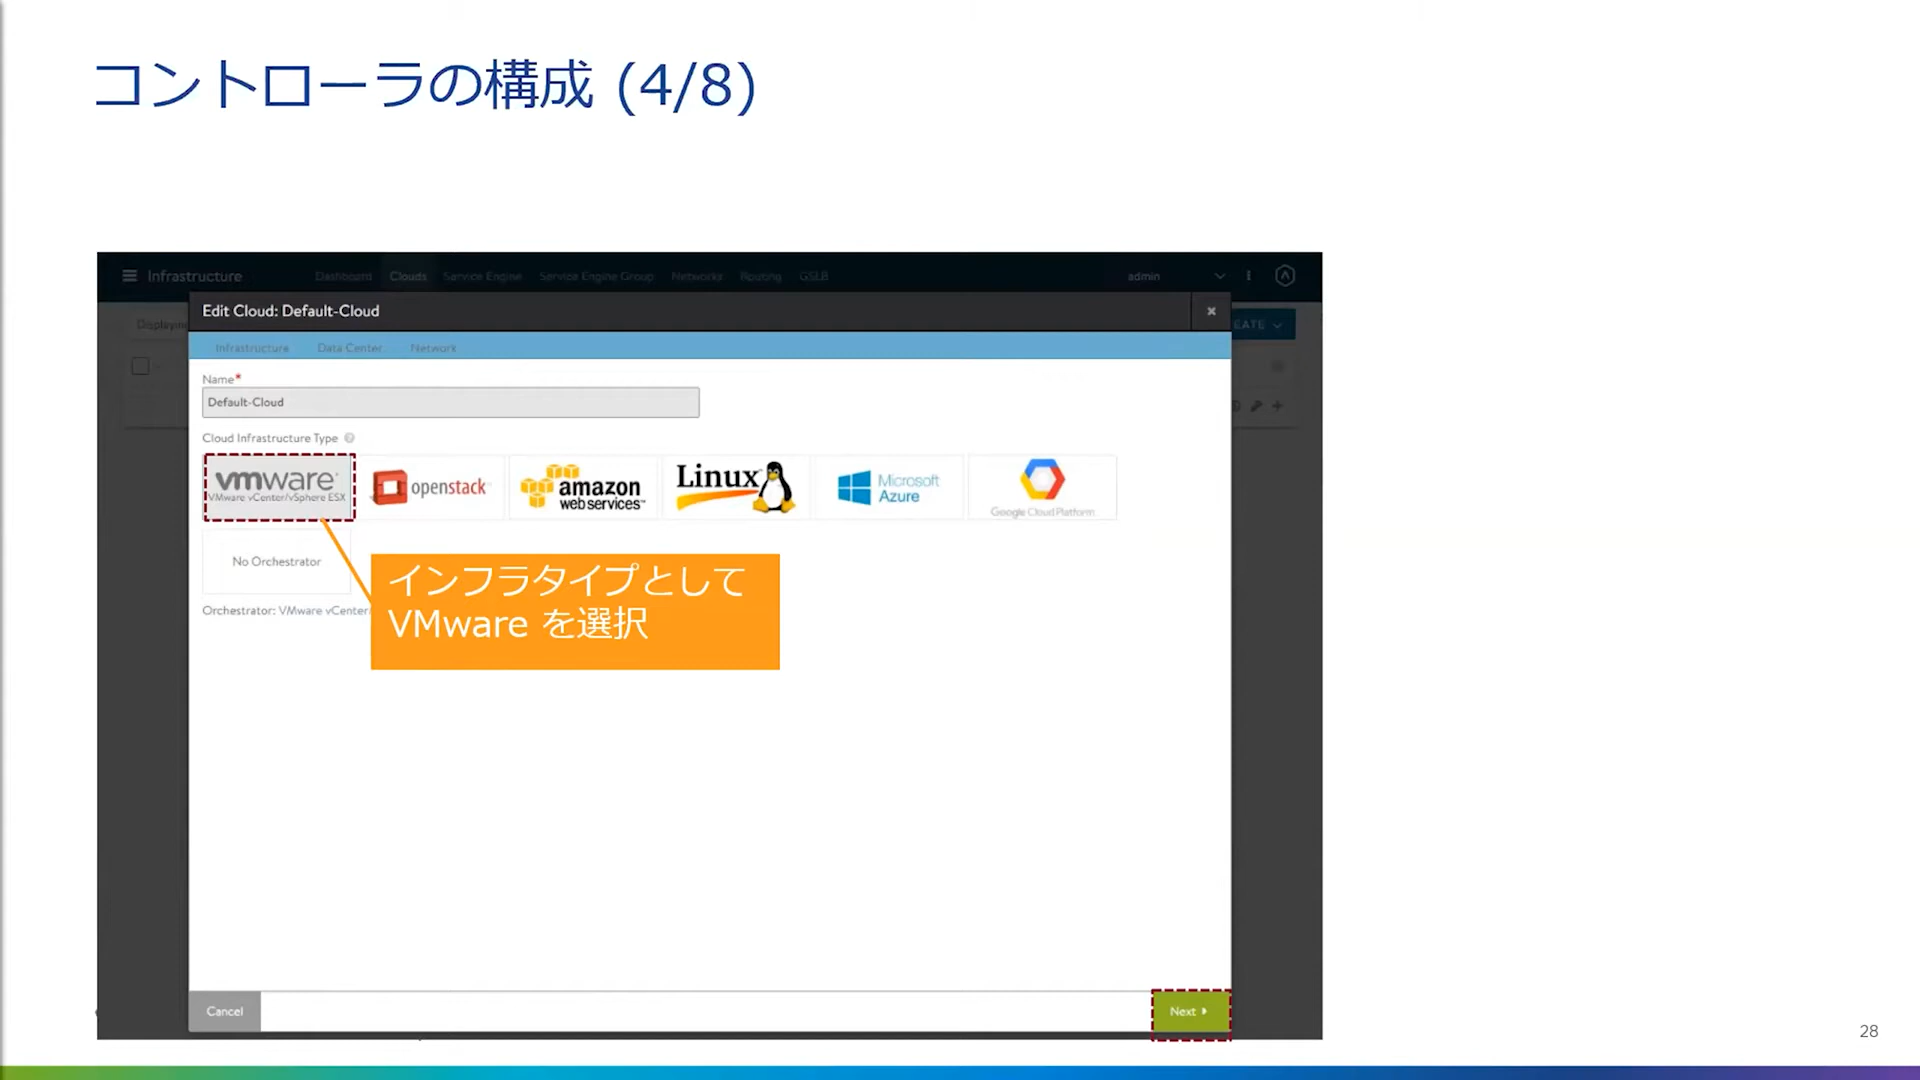 コントローラの構成 (4/8)
Infrastructure Dashboard Clouds Service Engine Service Engine Group Networks Routing GSLB admin
Edit Cloud: Default-Cloud
Infrastructure Data Center Network
Name*
Default-Cloud
Cloud Infrastructure Type
vmware
VMware vCenter/vSphere ESX
openstack
amazon
webservices™
Linux
Microsoft
Azure
Google Cloud Platform
No Orchestrator
Orchestrator: VMware vCenter/
インフラタイプとして
VMware を選択
Cancel
Next
28